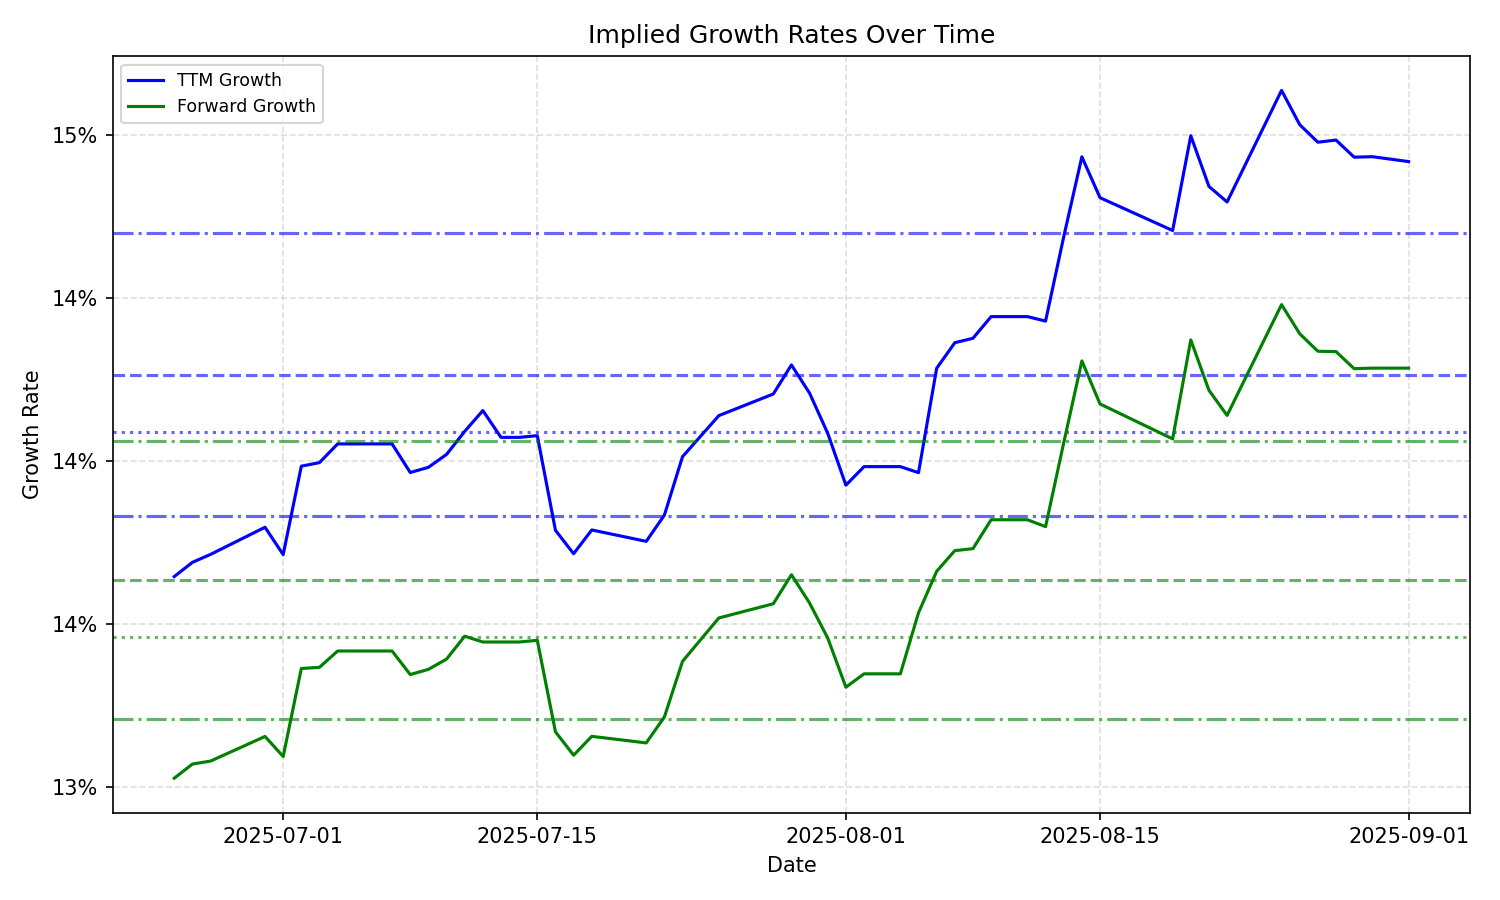 Implied Growth Rates Over Time
TTM Growth
Forward Growth
15%
14%
14%
14%
13%
Growth Rate
2025-07-01
2025-07-15
2025-08-01
2025-08-15
2025-09-01
Date